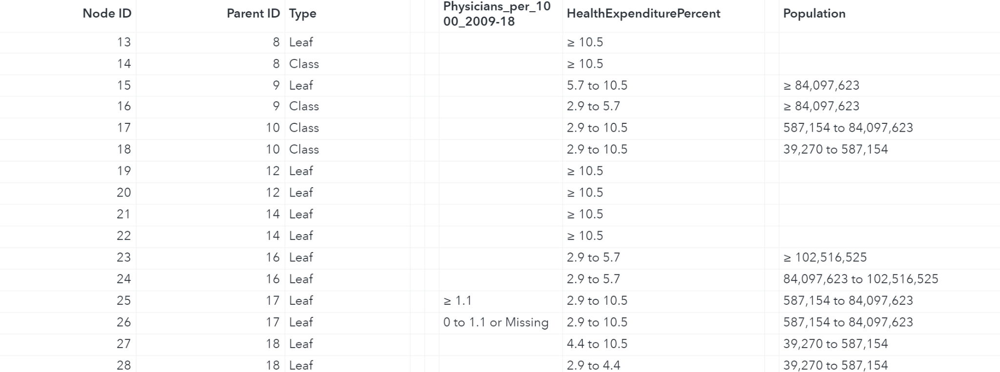 Node ID Parent ID Type Physicians_per_10 HealthExpenditurePercent Population
00_2009-18
13 8 Leaf ≥ 10.5
14 8 Class ≥ 10.5
15 9 Leaf 5.7 to 10.5 ≥ 84,097,623
16 9 Class 2.9 to 5.7 ≥ 84,097,623
17 10 Class 2.9 to 10.5 587,154 to 84,097,623
18 10 Class 2.9 to 10.5 39,270 to 587,154
19 12 Leaf ≥ 10.5
20 12 Leaf ≥ 10.5
21 14 Leaf ≥ 10.5
22 14 Leaf ≥ 10.5
23 16 Leaf 2.9 to 5.7 ≥ 102,516,525
24 16 Leaf 2.9 to 5.7 84,097,623 to 102,516,525
25 17 Leaf ≥ 1.1 2.9 to 10.5 587,154 to 84,097,623
26 17 Leaf 0 to 1.1 or Missing 2.9 to 10.5 587,154 to 84,097,623
27 18 Leaf 4.4 to 10.5 39,270 to 587,154
28 18 Leaf 2.9 to 4.4 39,270 to 587,154